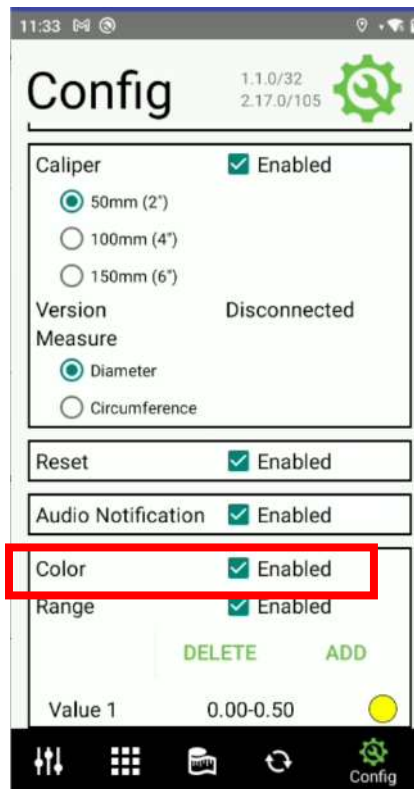 11:33
Config
1.1.0/32
2.17.0/105
Caliper Enabled
50mm (2")
100mm (4")
150mm (6")
Version Disconnected
Measure
Diameter
Circumference
Reset Enabled
Audio Notification Enabled
Color Enabled
Range Enabled
DELETE ADD
Value 1 0.00-0.50
Config